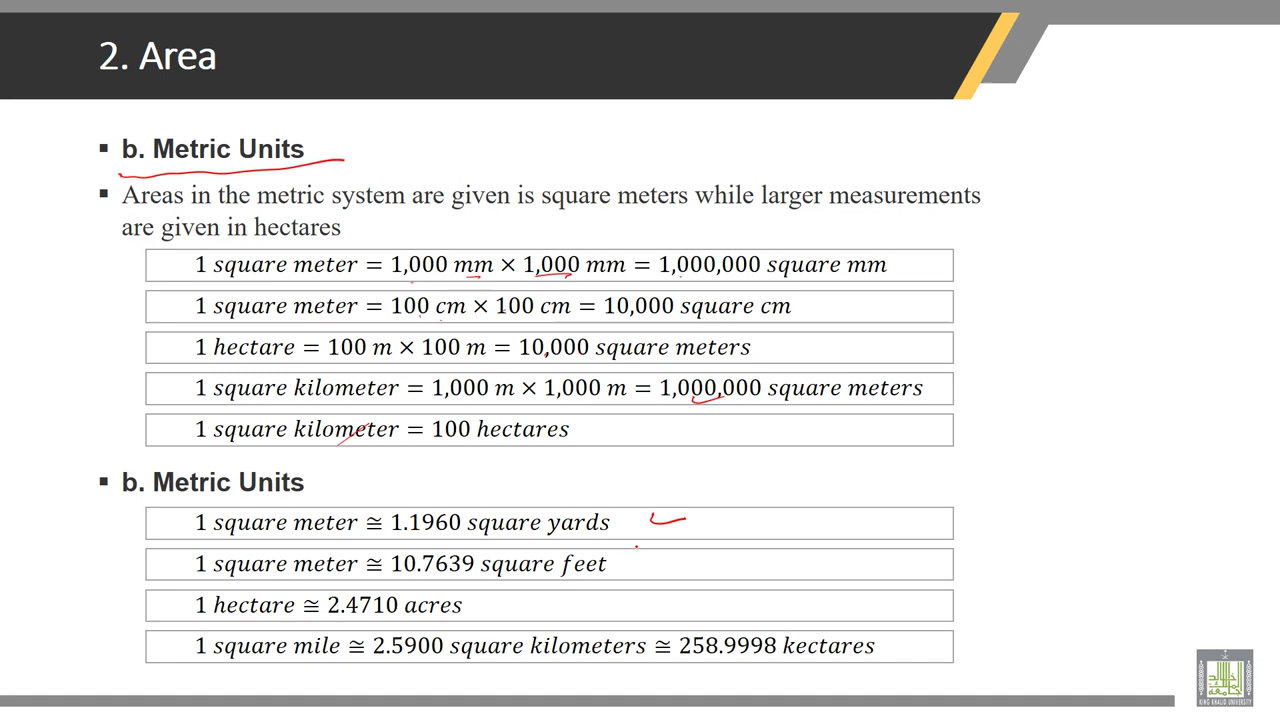 2. Area
▪ b. Metric Units
▪ Areas in the metric system are given is square meters while larger measurements
are given in hectares
1 square meter = 1,000 mm × 1,000 mm = 1,000,000 square mm
1 square meter = 100 cm × 100 cm = 10,000 square cm
1 hectare = 100 m × 100 m = 10,000 square meters
1 square kilometer = 1,000 m × 1,000 m = 1,000,000 square meters
1 square kilometer = 100 hectares
▪ b. Metric Units
1 square meter ≅ 1.1960 square yards
1 square meter ≅ 10.7639 square feet
1 hectare ≅ 2.4710 acres
1 square mile ≅ 2.5900 square kilometers ≅ 258.9998 kectares
KING KHALID UNIVERSITY